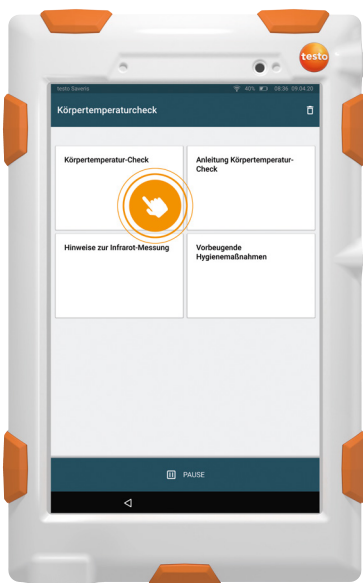 testo
testo Saveris
40% 08:36 09.04.20
Körpertemperaturcheck
Körpertemperatur-Check
Anleitung Körpertemperatur-
Check
Hinweise zur Infrarot-Messung
Vorbeugende
Hygienemaßnahmen
PAUSE